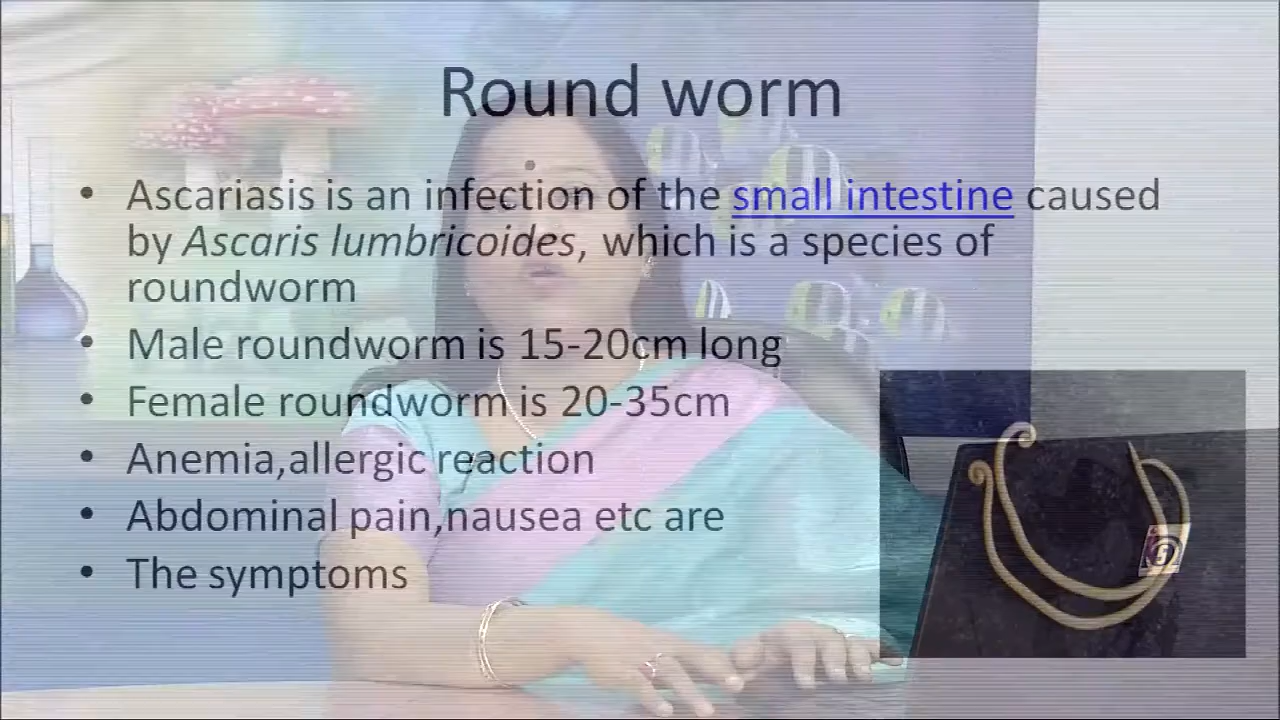 Round worm
• Ascariasis is an infection of the small intestine caused
by Ascaris lumbricoides, which is a species of
roundworm
• Male roundworm is 15-20cm long
• Female roundworm is 20-35cm
• Anemia,allergic reaction
• Abdominal pain,nausea etc are
• The symptoms